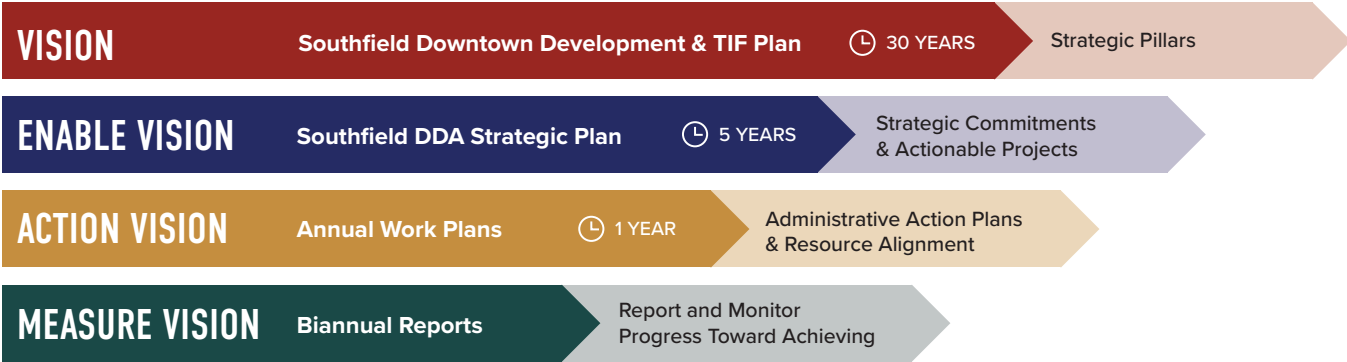 VISION Southfield Downtown Development & TIF Plan 30 YEARS Strategic Pillars
ENABLE VISION Southfield DDA Strategic Plan 5 YEARS Strategic Commitments
& Actionable Projects
ACTION VISION Annual Work Plans 1 YEAR Administrative Action Plans
& Resource Alignment
MEASURE VISION Biannual Reports Report and Monitor
Progress Toward Achieving